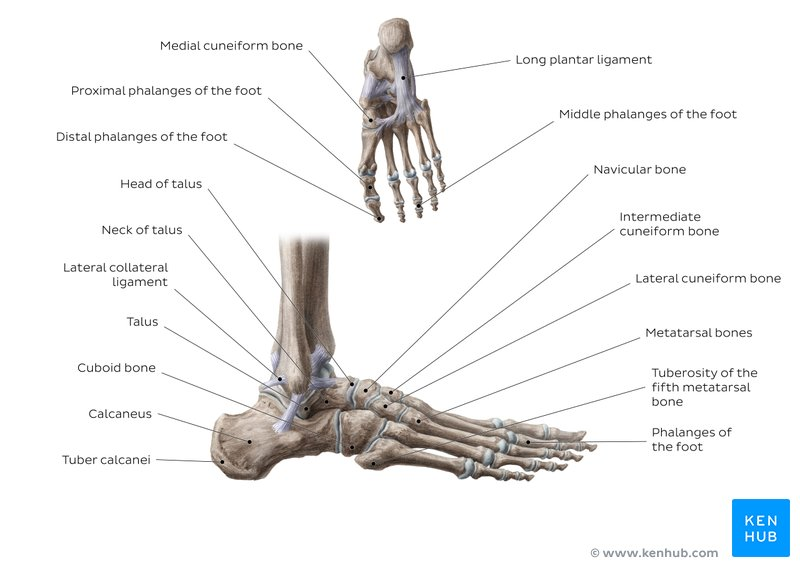 Medial cuneiform bone
Proximal phalanges of the foot
Distal phalanges of the foot
Head of talus
Neck of talus
Lateral collateral
ligament
Talus
Cuboid bone
Calcaneus
Tuber calcanei
Long plantar ligament
Middle phalanges of the foot
Navicular bone
Intermediate
cuneiform bone
Lateral cuneiform bone
Metatarsal bones
Tuberosity of the
fifth metatarsal
bone
Phalanges of
the foot
KEN
HUB
© www.kenhub.com